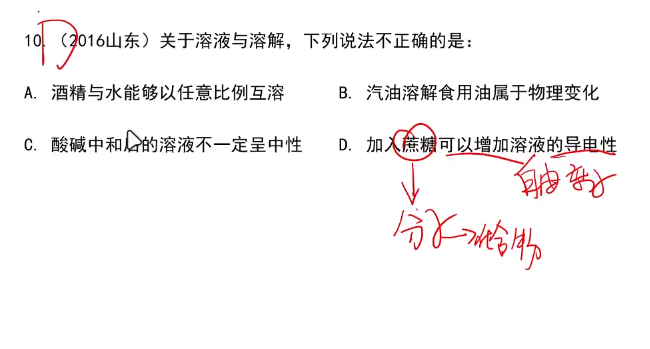 D
10. （2016山东）关于溶液与溶解，下列说法不正确的是：
A. 酒精与水能够以任意比例互溶
B. 汽油溶解食用油属于物理变化
C. 酸碱中和后的溶液不一定呈中性
D. 加入蔗糖可以增加溶液的导电性
自由
分子→化合物